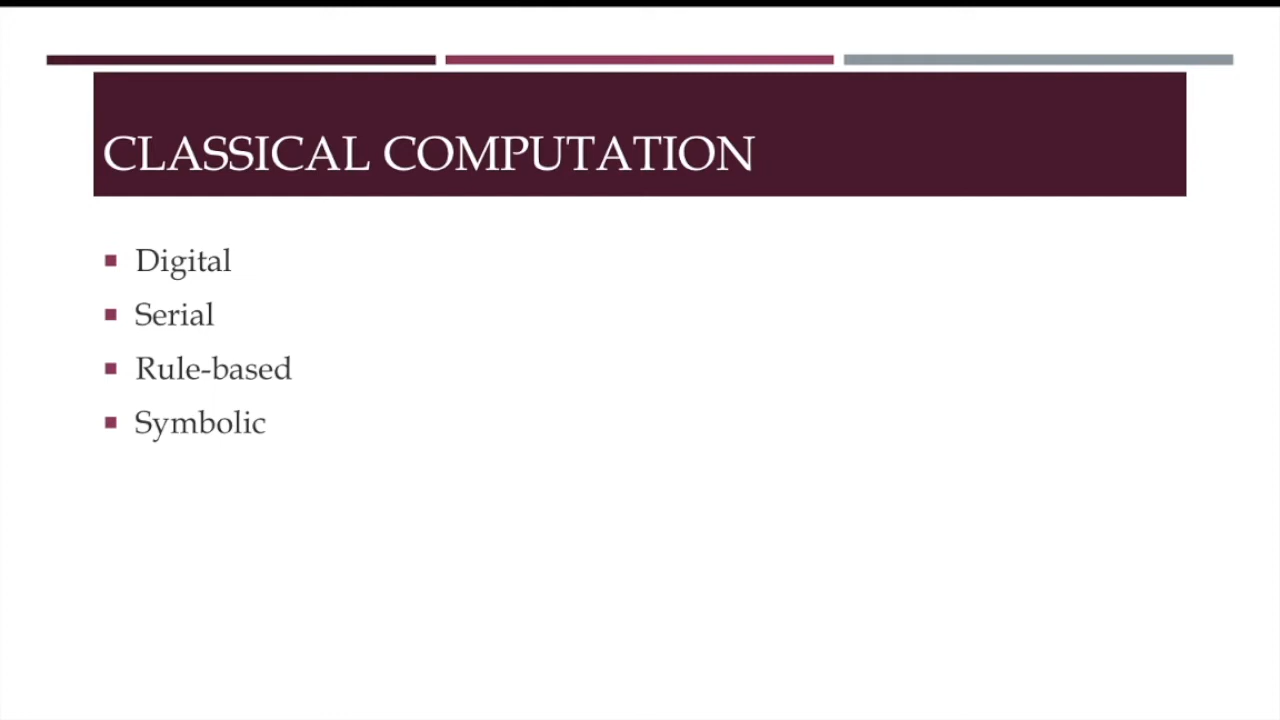 CLASSICAL COMPUTATION
Digital
Serial
Rule-based
Symbolic